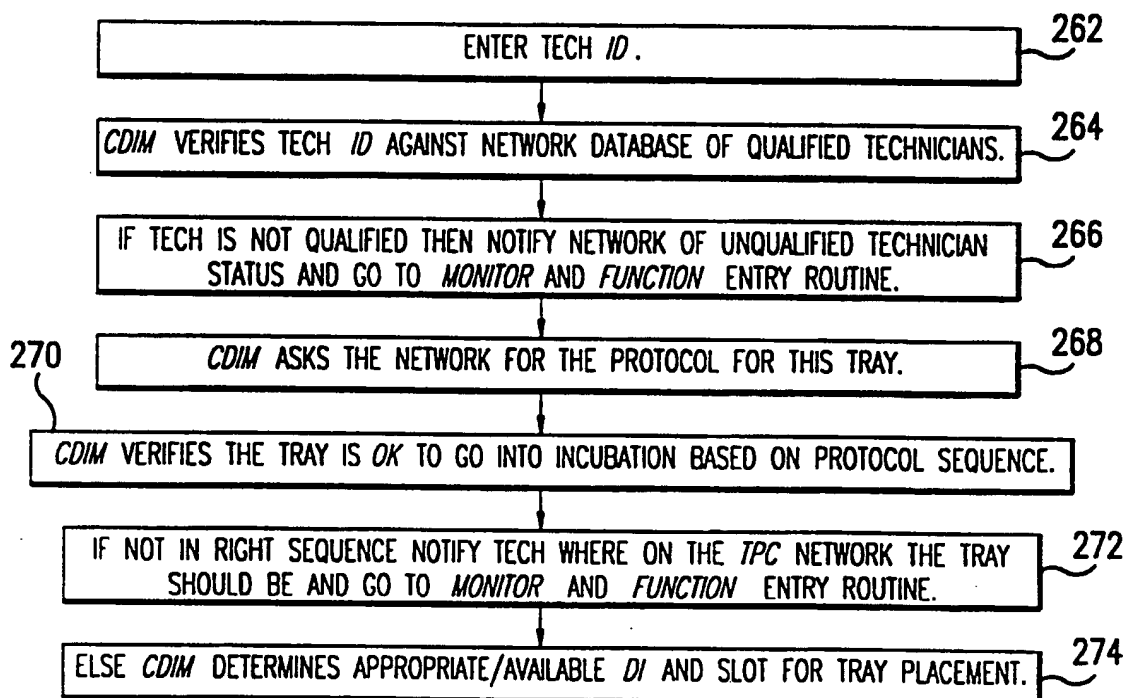 262
ENTER TECH ID.
264
CDIM VERIFIES TECH ID AGAINST NETWORK DATABASE OF QUALIFIED TECHNICIANS.
266
IF TECH IS NOT QUALIFIED THEN NOTIFY NETWORK OF UNQUALIFIED TECHNICIAN
STATUS AND GO TO MONITOR AND FUNCTION ENTRY ROUTINE.
268
CDIM ASKS THE NETWORK FOR THE PROTOCOL FOR THIS TRAY.
270
CDIM VERIFIES THE TRAY IS OK TO GO INTO INCUBATION BASED ON PROTOCOL SEQUENCE.
272
IF NOT IN RIGHT SEQUENCE NOTIFY TECH WHERE ON THE TPC NETWORK THE TRAY
SHOULD BE AND GO TO MONITOR AND FUNCTION ENTRY ROUTINE.
274
ELSE CDIM DETERMINES APPROPRIATE/AVAILABLE DI AND SLOT FOR TRAY PLACEMENT.